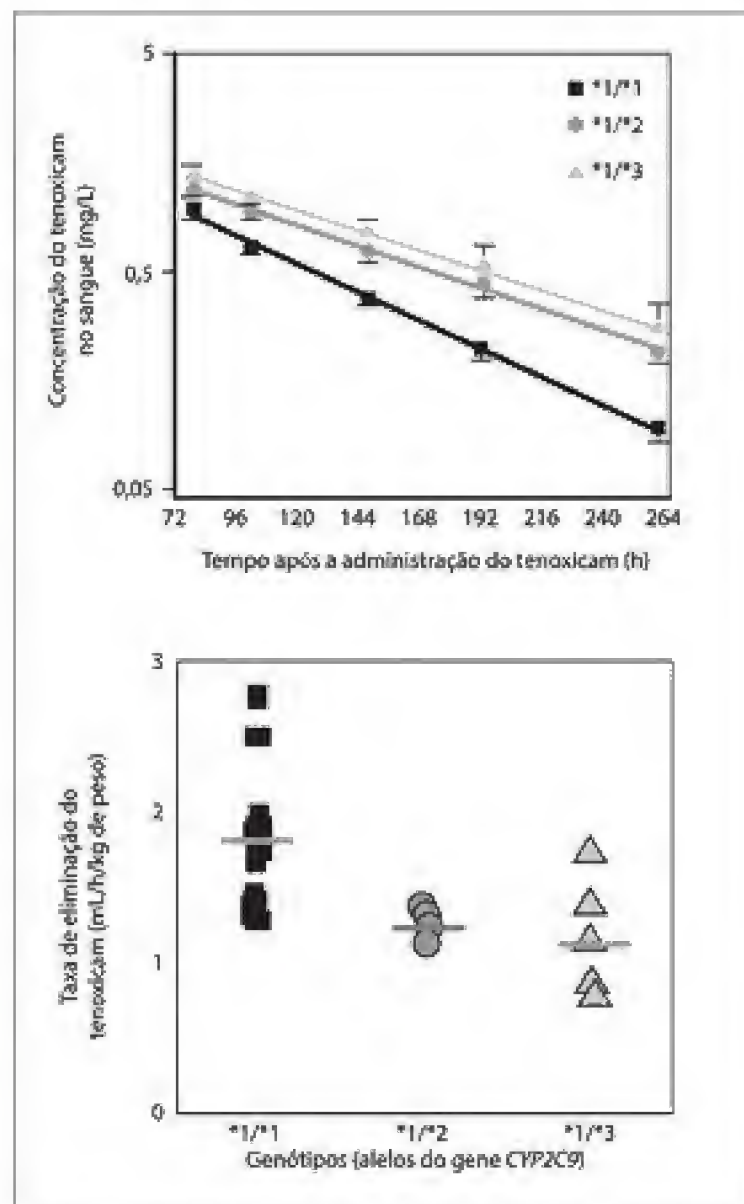 5
0,5
0,05
*1/*1
*1/*2
*1/*3
Concentração do tenoxicam
no sangue (mg/L)
72 96 120 144 168 192 216 240 264
Tempo após a administração do tenoxicam (h)
3
2
1
0
Taxa de eliminação do
tenoxicam (mL/h/kg de peso)
*1/*1 *1/*2 *1/*3
Genótipos (alelos do gene CYP2C9)